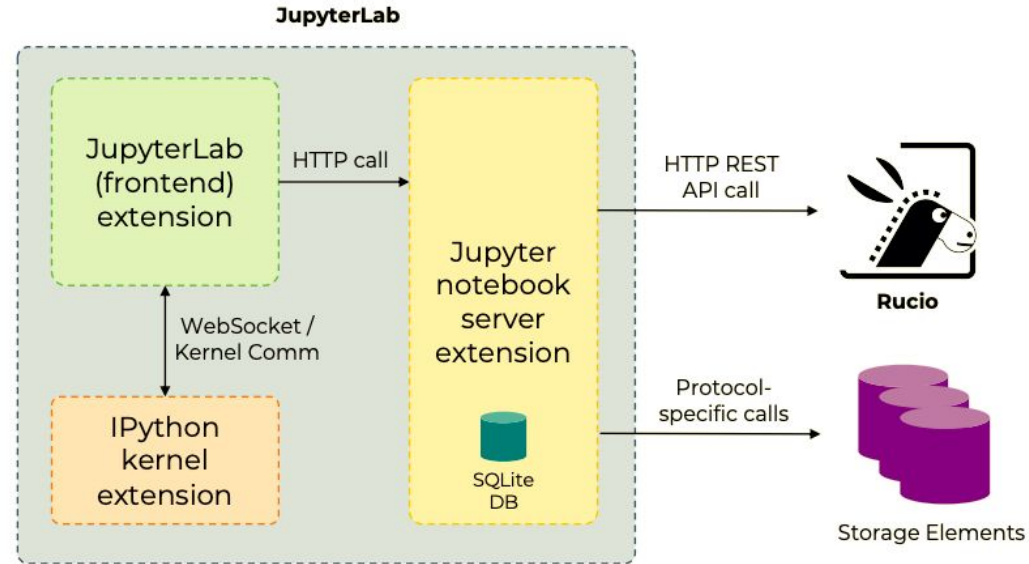 JupyterLab
JupyterLab
(frontend)
extension
HTTP call
Jupyter
notebook
server
extension
SQLite
DB
WebSocket /
Kernel Comm
IPython
kernel
extension
HTTP REST
API call
Rucio
Protocol-
specific calls
Storage Elements